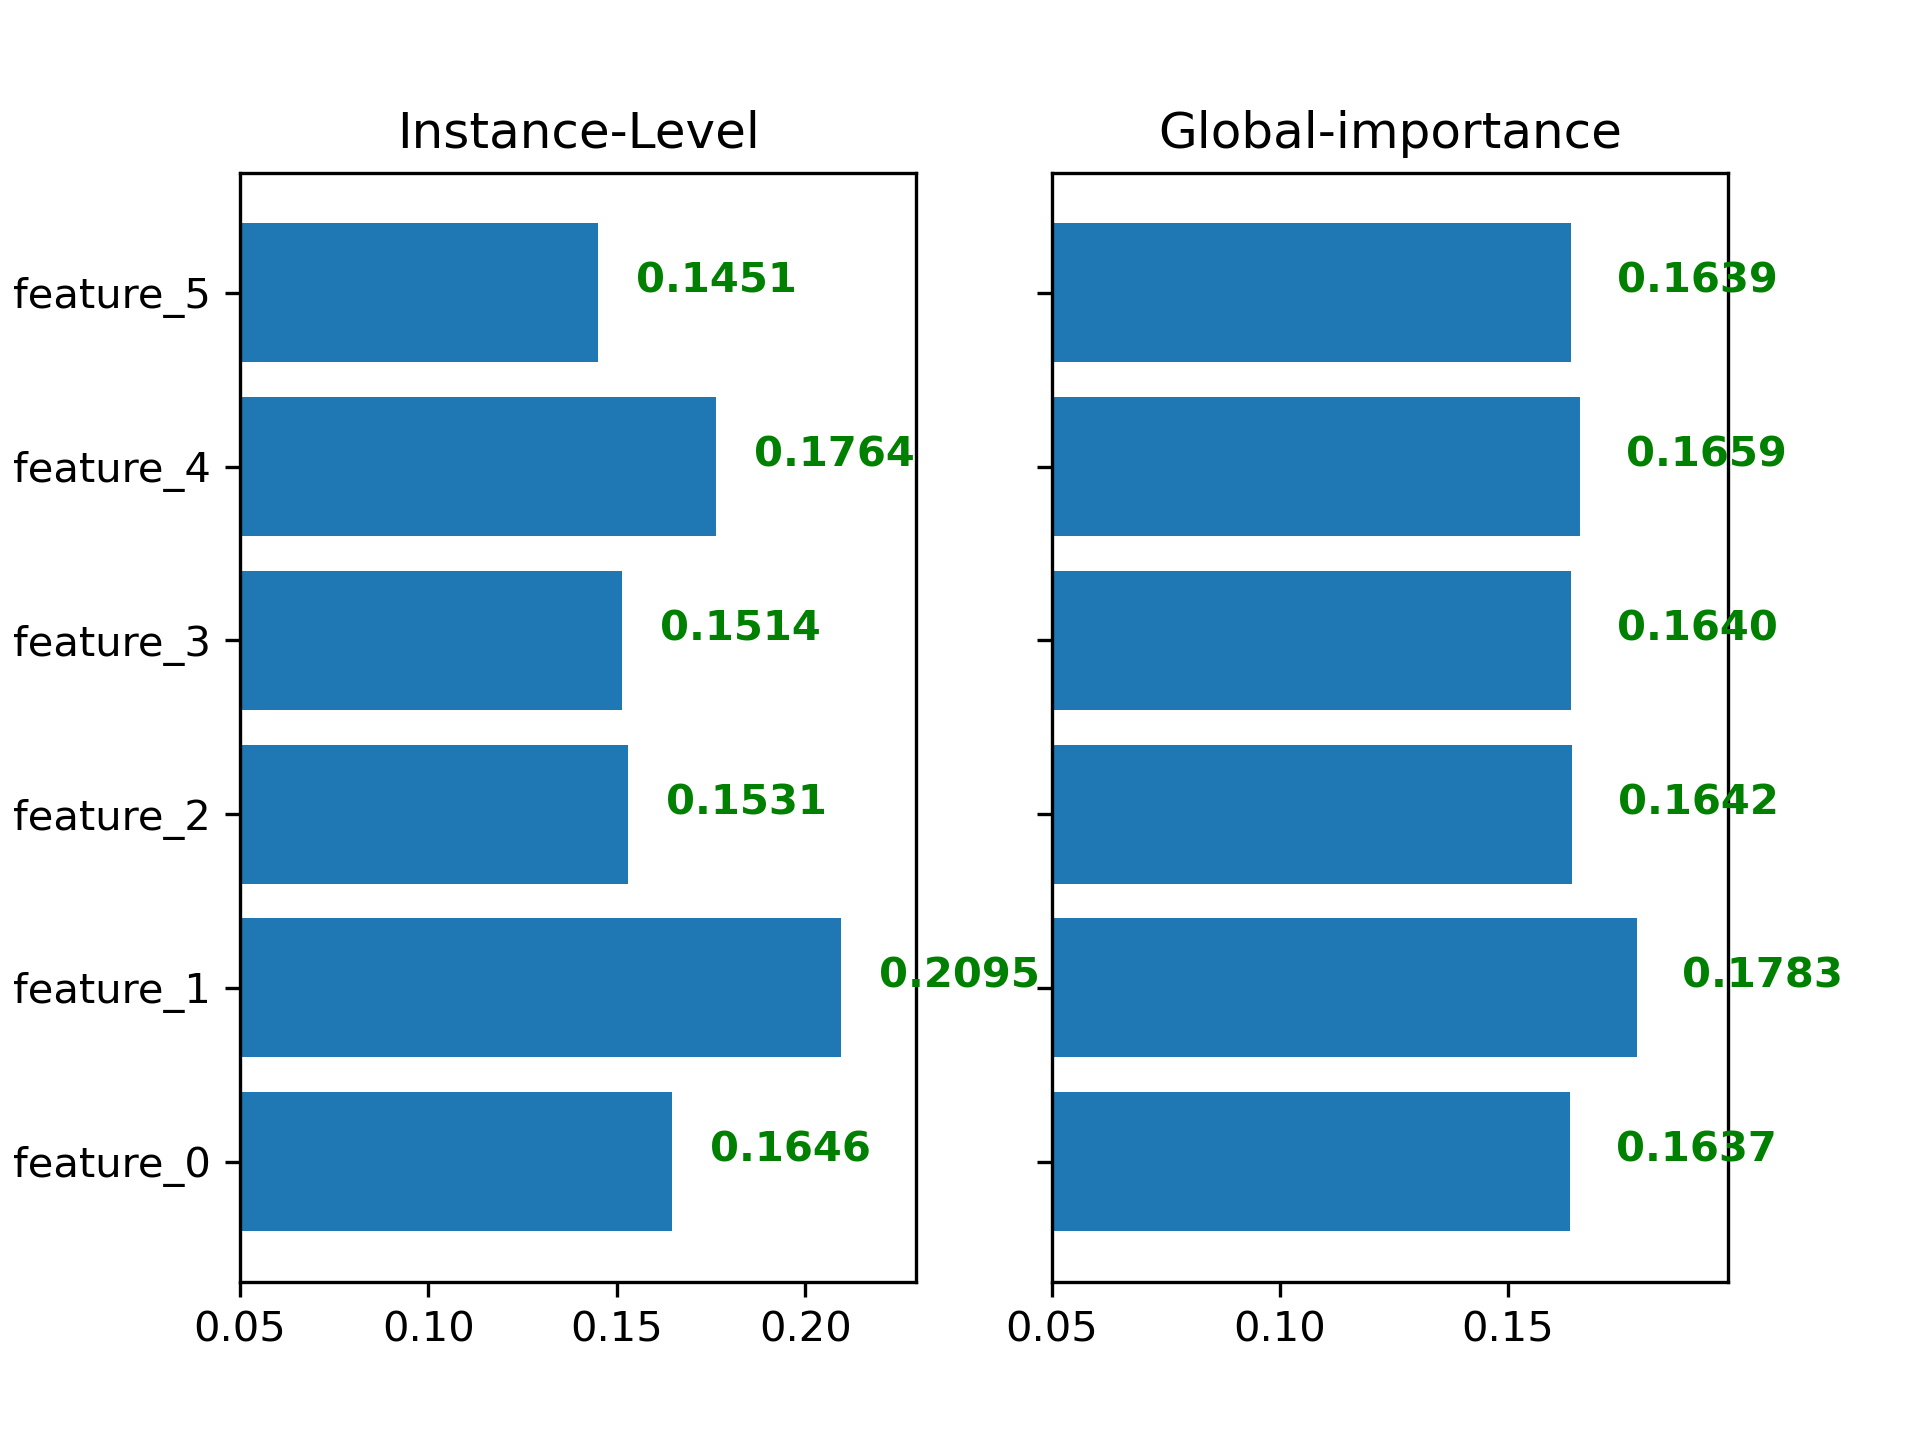 Instance-Level
Global-importance
feature_5
0.1451
0.1639
feature_4
0.1764
0.1659
feature_3
0.1514
0.1640
feature_2
0.1531
0.1642
feature_1
0.2095
0.1783
feature_0
0.1646
0.1637
0.05 0.10 0.15 0.20
0.05 0.10 0.15